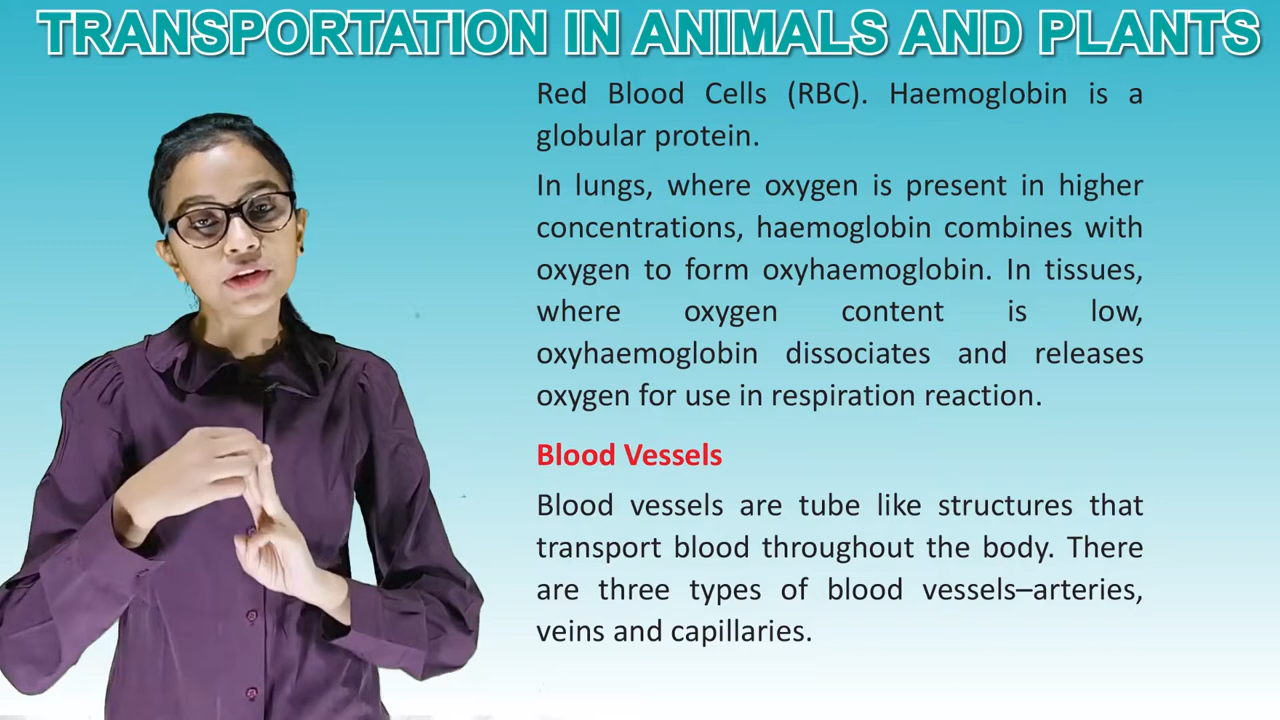 TRANSPORTATION IN ANIMALS AND PLANTS
Red Blood Cells (RBC). Haemoglobin is a
globular protein.
In lungs, where oxygen is present in higher
concentrations, haemoglobin combines with
oxygen to form oxyhaemoglobin. In tissues,
where oxygen content is low,
oxyhaemoglobin dissociates and releases
oxygen for use in respiration reaction.
Blood Vessels
Blood vessels are tube like structures that
transport blood throughout the body. There
are three types of blood vessels–arteries,
veins and capillaries.